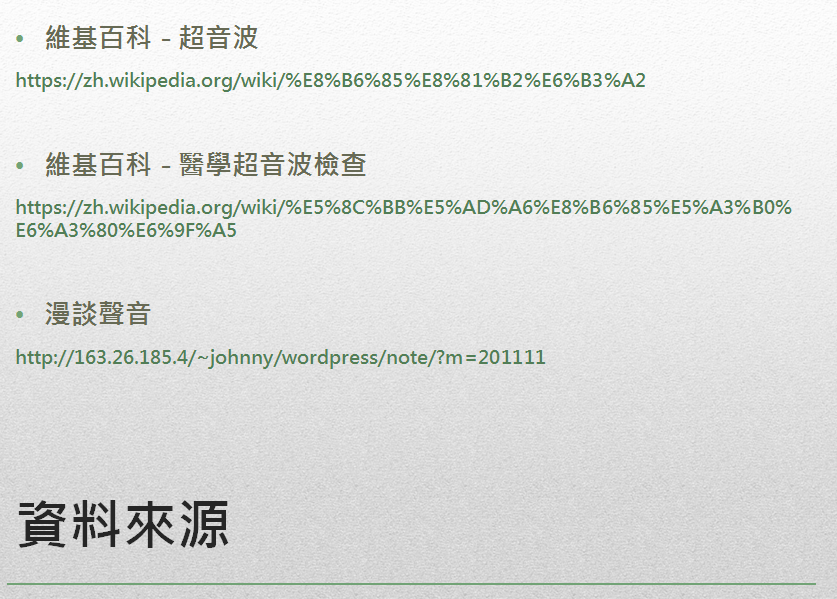 • 維基百科 - 超音波
https://zh.wikipedia.org/wiki/%E8%B6%85%E8%81%B2%E6%B3%A2
• 維基百科 - 醫學超音波檢查
https://zh.wikipedia.org/wiki/%E5%8C%BB%E5%AD%A6%E8%B6%85%E5%A3%B0%
E6%A3%80%E6%9F%A5
• 漫談聲音
http://163.26.185.4/~johnny/wordpress/note/?m=201111
資料來源